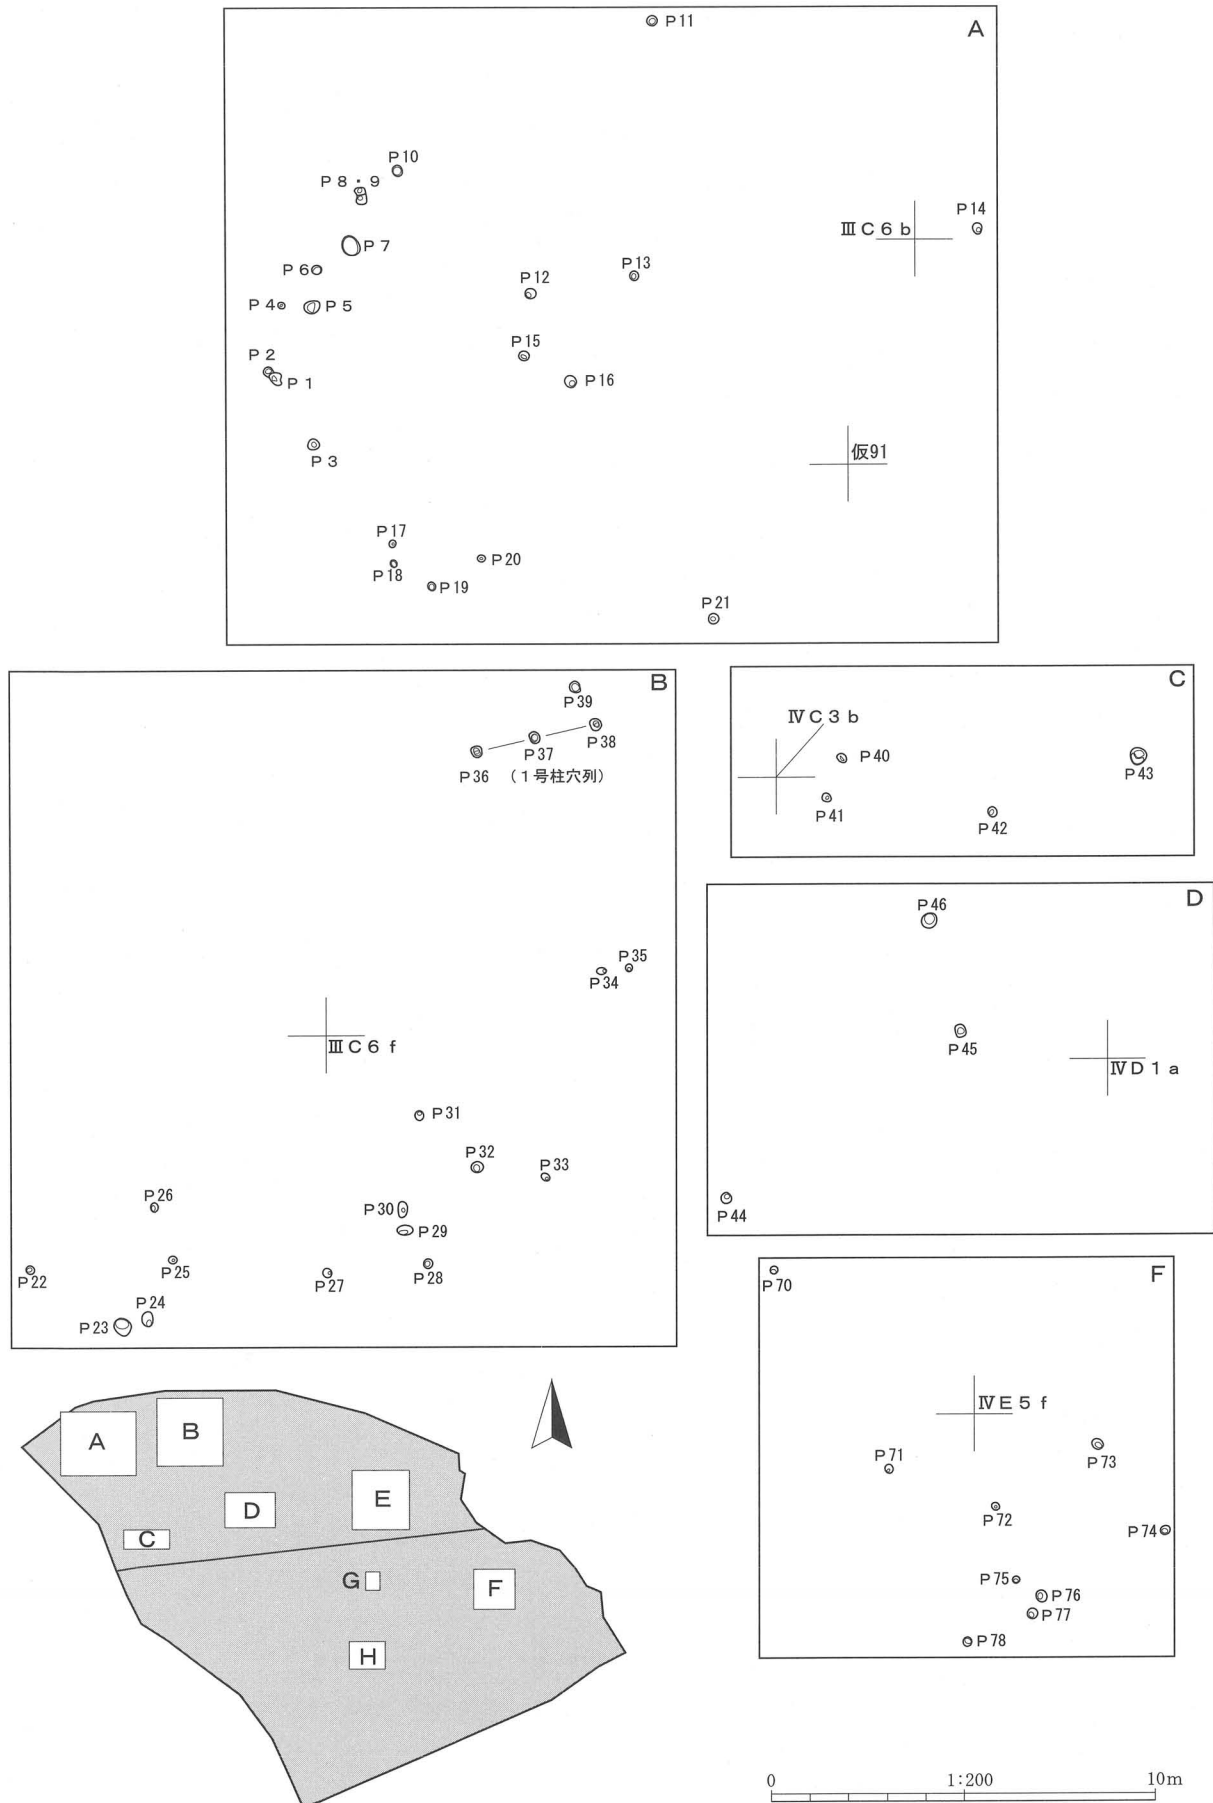 A
P11
P10
P8・9
P14
ⅢC6b
P7
P6
P13
P12
P4
P5
P15
P2
P1
P16
仮91
P3
P17
P20
P18
P19
P21
B
P39
P38
P37
P36
（1号柱穴列）
P35
P34
ⅢC6f
P31
P32
P33
P26
P30
P29
P25
P22
P27
P28
P24
P23
C
ⅣC3b
P40
P43
P41
P42
D
P46
P45
ⅣD1a
P44
F
P70
ⅣE5f
P71
P73
P72
P74
P75
P76
P77
P78
A
B
C
D
E
G
F
H
0 1:200 10m